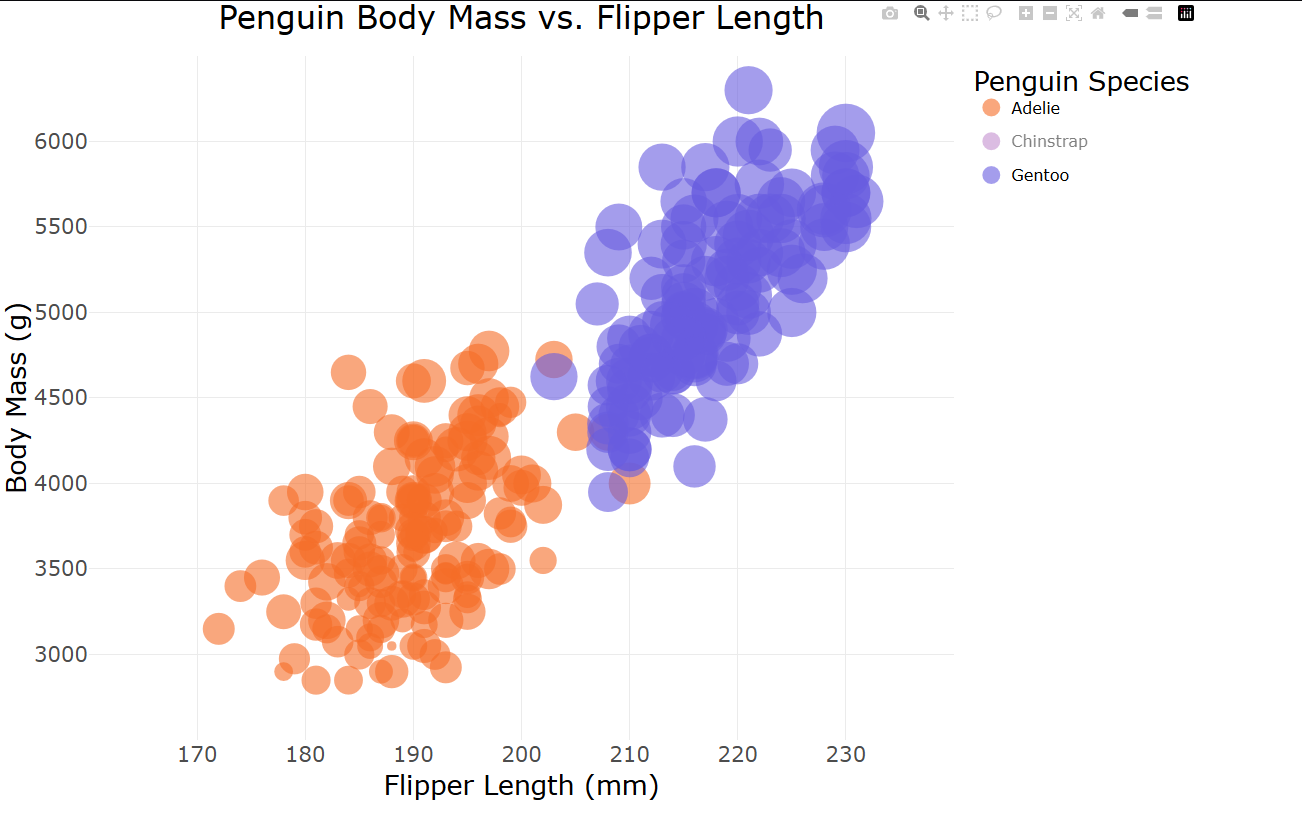 Penguin Body Mass vs. Flipper Length
Penguin Species
Adelie
Chinstrap
Gentoo
Body Mass (g)
6000
5500
5000
4500
4000
3500
3000
170 180 190 200 210 220 230
Flipper Length (mm)